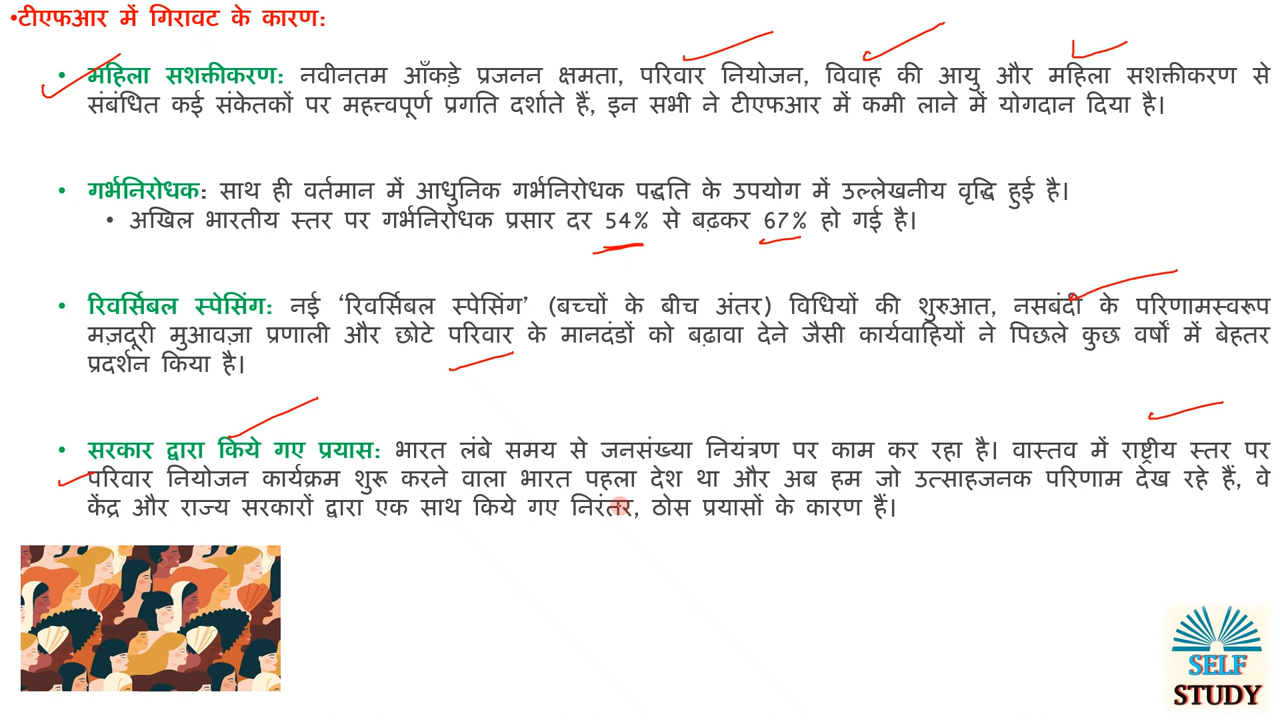 •टीएफआर में गिरावट के कारण:
• महिला सशक्तीकरण: नवीनतम आँकड़े प्रजनन क्षमता, परिवार नियोजन, विवाह की आयु और महिला सशक्तीकरण से
संबंधित कई संकेतकों पर महत्त्वपूर्ण प्रगति दर्शाते हैं, इन सभी ने टीएफआर में कमी लाने में योगदान दिया है।
• गर्भनिरोधक: साथ ही वर्तमान में आधुनिक गर्भनिरोधक पद्धति के उपयोग में उल्लेखनीय वृद्धि हुई है।
• अखिल भारतीय स्तर पर गर्भनिरोधक प्रसार दर 54% से बढ़कर 67% हो गई है।
• रिवर्सिबल स्पेसिंग: नई ‘रिवर्सिबल स्पेसिंग’ (बच्चों के बीच अंतर) विधियों की शुरुआत, नसबंदी के परिणामस्वरूप
मज़दूरी मुआवज़ा प्रणाली और छोटे परिवार के मानदंडों को बढ़ावा देने जैसी कार्यवाहियों ने पिछले कुछ वर्षों में बेहतर
प्रदर्शन किया है।
• सरकार द्वारा किये गए प्रयास: भारत लंबे समय से जनसंख्या नियंत्रण पर काम कर रहा है। वास्तव में राष्ट्रीय स्तर पर
परिवार नियोजन कार्यक्रम शुरू करने वाला भारत पहला देश था और अब हम जो उत्साहजनक परिणाम देख रहे हैं, वे
केंद्र और राज्य सरकारों द्वारा एक साथ किये गए निरंतर, ठोस प्रयासों के कारण हैं।
SELF
STUDY